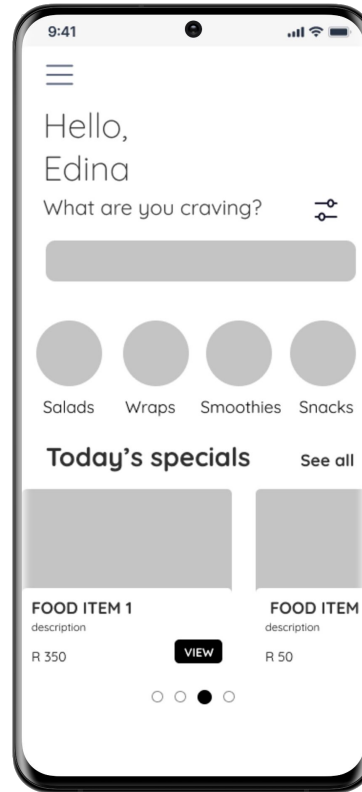 9:41
Hello,
Edina
What are you craving?
Salads Wraps Smoothies Snacks
Today’s specials See all
FOOD ITEM 1 FOOD ITEM
description description
R 350 VIEW R 50